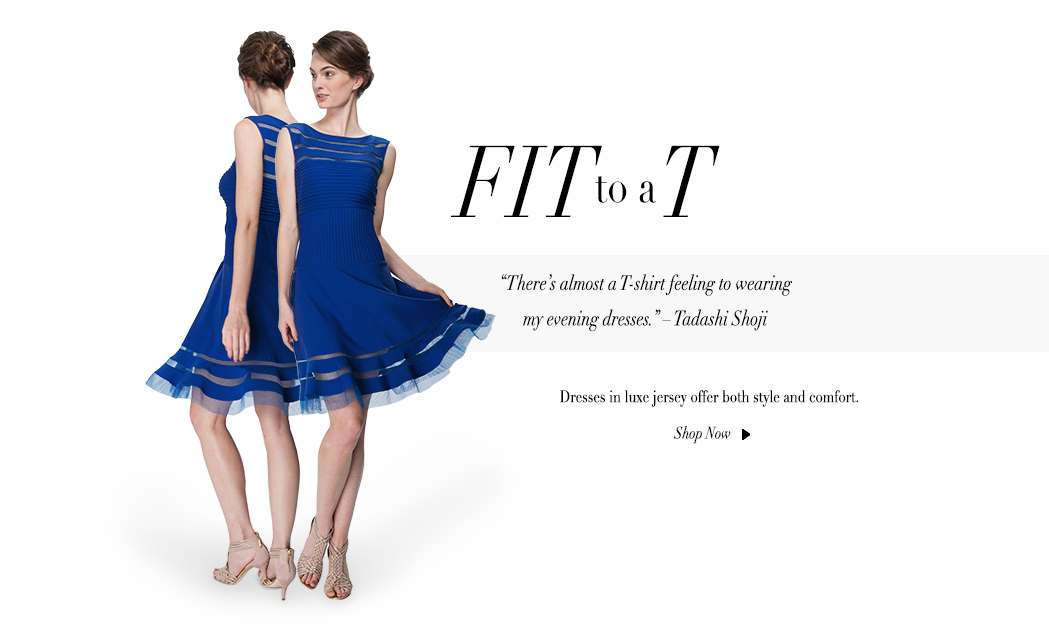 FIT to a T
“There’s almost a T-shirt feeling to wearing
my evening dresses.” – Tadashi Shoji
Dresses in luxe jersey offer both style and comfort.
Shop Now